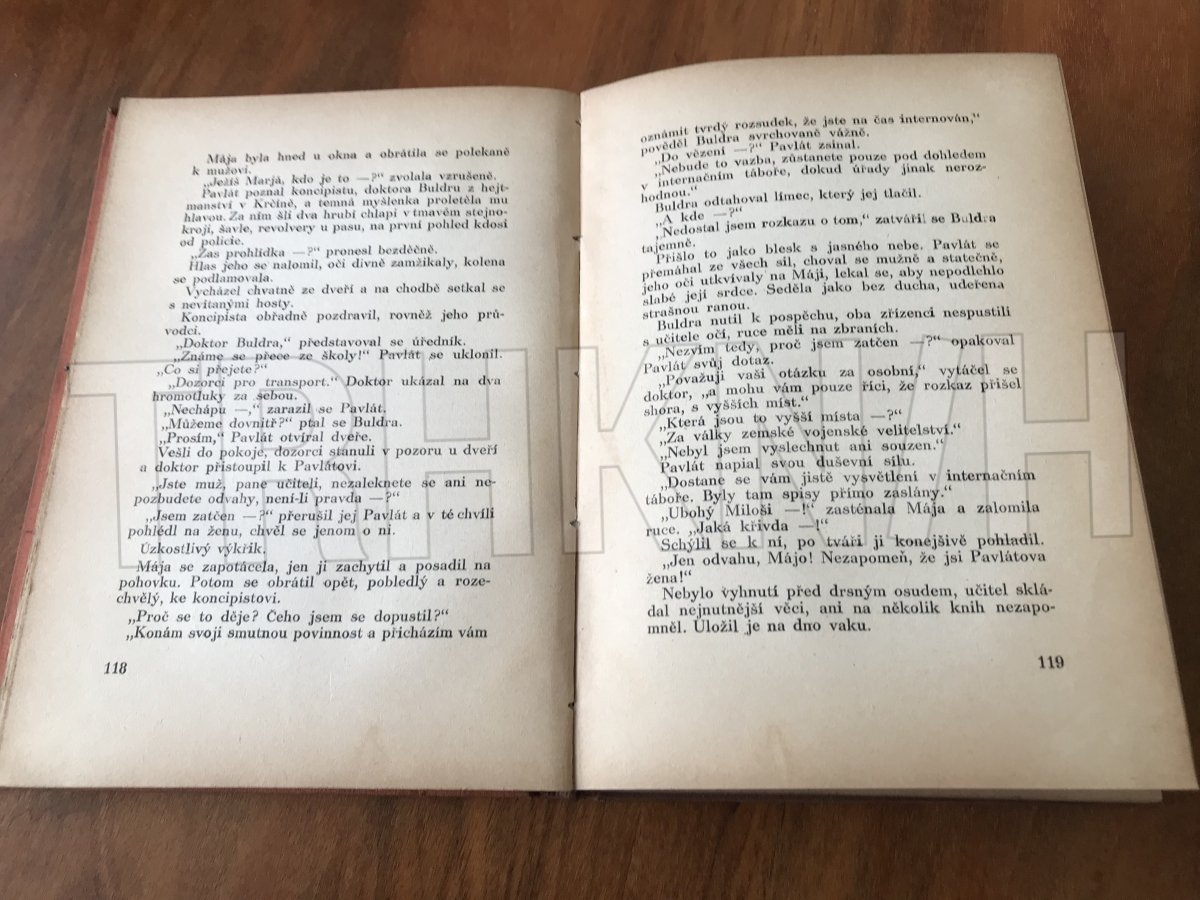 Mája byla hned u okna a obrátila se polekaně
k mužovi.
„Ježíš Marjá, kdo je to —?“ zvolala vzrušeně.
Pavlát poznal koncipistu, doktora Buldru z hejt-
manství v Krčíně, a temná myšlenka proletěla mu
hlavou. Za ním šli dva hrubí chlapi v tmavém stejno-
kroji, šavle, revolvery u pasu, na první pohled kdosi
od policie.
„Zas prohlídka —?“ pronesl bezděčně.
Hlas jeho se nalomil, oči divně zamžikaly, kolena
se podlamovala.
Vycházel chvatně ze dveří a na chodbě setkal se
s nevítanými hosty.
Koncipista obřadně pozdravil, rovněž jeho prů-
vodci.
„Doktor Buldra,“ představoval se úředník.
„Známe se přece ze školy!“ Pavlát se uklonil.
„Co si přejete?“
„Dozorci pro transport.“ Doktor ukázal na dva
hromotluky za sebou.
„Nechápu —,“ zarazil se Pavlát.
„Můžeme dovnitř?“ ptal se Buldra.
„Prosím,“ Pavlát otvíral dveře.
Vešli do pokoje, dozorci stanuli v pozoru u dveří
a doktor přistoupil k Pavlátovi.
„Jste muž, pane učiteli, nezaleknete se ani ne-
pozbudete odvahy, není-li pravda —?“
„Jsem zatčen —?“ přerušil jej Pavlát a v té chvíli
pohlédl na ženu, chvěl se jenom o ni.
Úzkostlivý výkřik.
Mája se zapotácela, jen ji zachytil a posadil na
pohovku. Potom se obrátil opět, pobledlý a roze-
chvělý, ke koncipistovi.
„Proč se to děje? Čeho jsem se dopustil?“
„Konám svoji smutnou povinnost a přicházím vám
118
oznámit tvrdý rozsudek, že jste na čas internován,“
pověděl Buldra svrchovaně vážně.
„Do vězení —?“ Pavlát zsinal.
„Nebude to vazba, zůstanete pouze pod dohledem
v internačním táboře, dokud úřady jinak neroz-
hodnou.“
Buldra odtahoval límec, který jej tlačil.
„A kde —?“
„Nedostal jsem rozkazu o tom,“ zatvářil se Buldra
tajemně.
Přišlo to jako blesk s jasného nebe. Pavlát se
přemáhal ze všech sil, choval se mužně a statečně,
jeho oči utkvívaly na Máji, lekal se, aby nepodlehlo
slabé její srdce. Seděla jako bez ducha, udeřena
strašnou ranou.
Buldra nutil k pospěchu, oba zřízenci nespustili
s učitele očí, ruce měli na zbraních.
„Nezvím tedy, proč jsem zatčen —?“ opakoval
Pavlát svůj dotaz.
„Považuji vaši otázku za osobní,“ vytáčel se
doktor, „a mohu vám pouze říci, že rozkaz přišel
shora, s vyšších míst.“
„Která jsou to vyšší místa —?“
„Za války zemské vojenské velitelství.“
„Nebyl jsem vyslechnut ani souzen.“
Pavlát napial svou duševní sílu.
„Dostane se vám jistě vysvětlení v internačním
táboře. Byly tam spisy přímo zaslány.“
„Ubohý Miloši —!“ zasténala Mája a zalomila
ruce. „Jaká křivda —!“
Schýlil se k ní, po tváři ji konejšivě pohladil.
„Jen odvahu, Májo! Nezapomeň, že jsi Pavlátova
žena!“
Nebylo vyhnutí před drsným osudem, učitel sklá-
dal nejnutnější věci, ani na několik knih nezapo-
mněl. Uložil je na dno vaku.
119
TRHKNIH